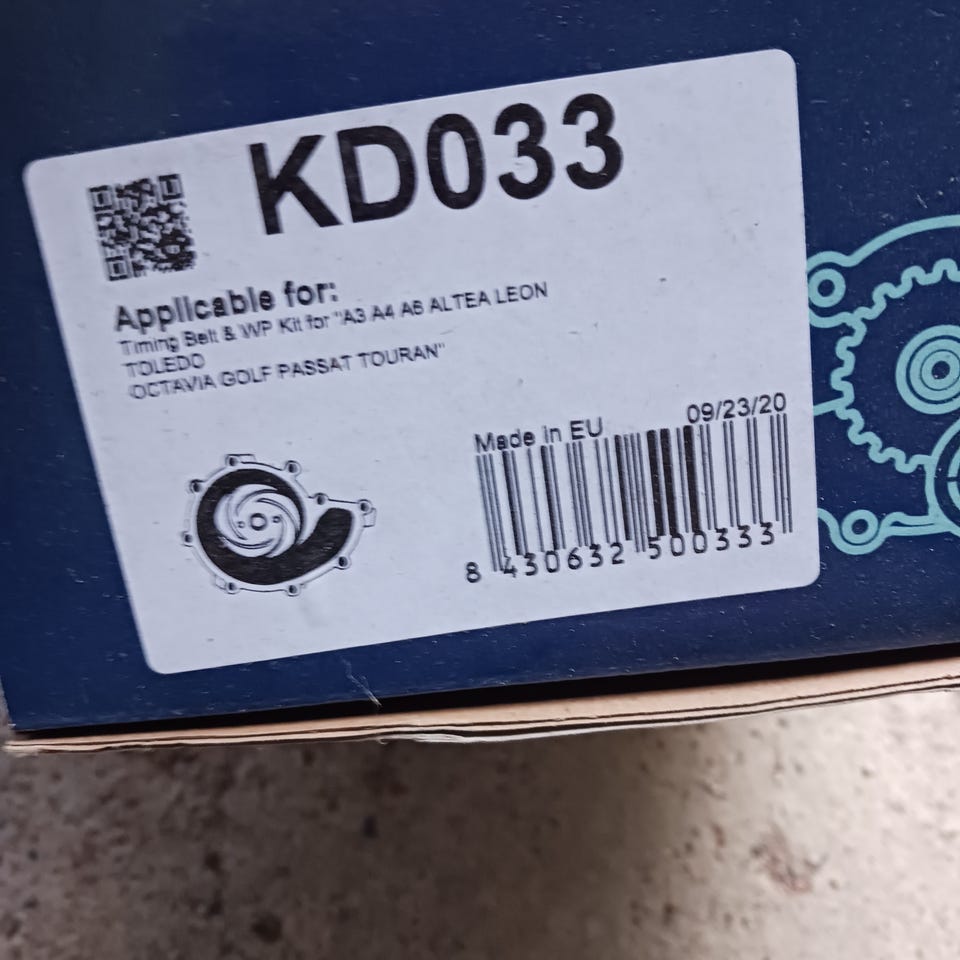 KD033
Applicable for:
Timing Belt & WP Kit for "A3 A4 A6 ALTEA LEON
TOLEDO
OCTAVIA GOLF PASSAT TOURAN"
Made in EU
09/23/20
8 430632 500333